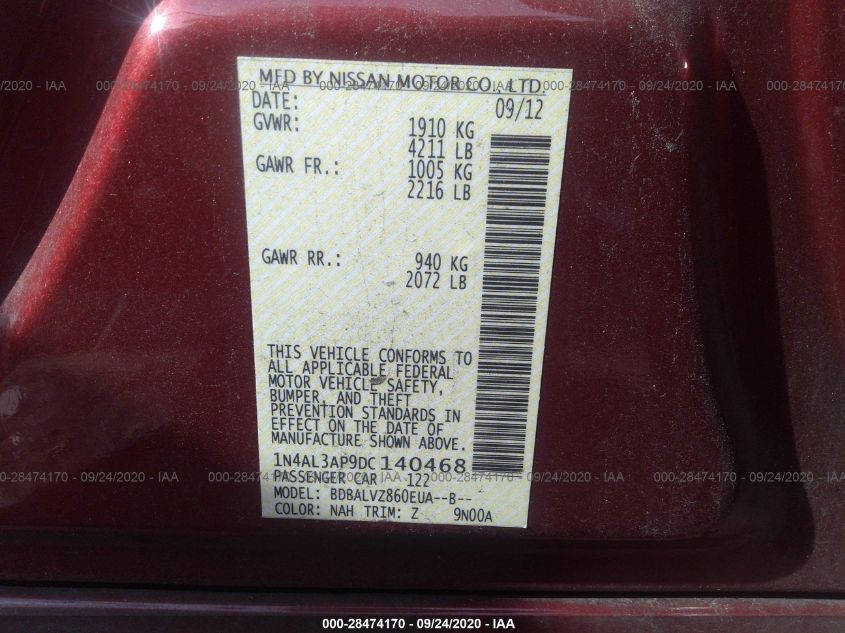 MFD BY NISSAN MOTOR CO., LTD.
DATE: 09/12
GVWR: 1910 KG
4211 LB
GAWR FR.: 1005 KG
2216 LB
GAWR RR.: 940 KG
2072 LB
THIS VEHICLE CONFORMS TO
ALL APPLICABLE FEDERAL
MOTOR VEHICLE SAFETY,
BUMPER, AND THEFT
PREVENTION STANDARDS IN
EFFECT ON THE DATE OF
MANUFACTURE SHOWN ABOVE.
1N4AL3AP9DC 140468
PASSENGER CAR 122
MODEL: BDBALVZ860EUA--B--
COLOR: NAH TRIM: Z 9N00A
000-28474170 - 09/24/2020 - IAA